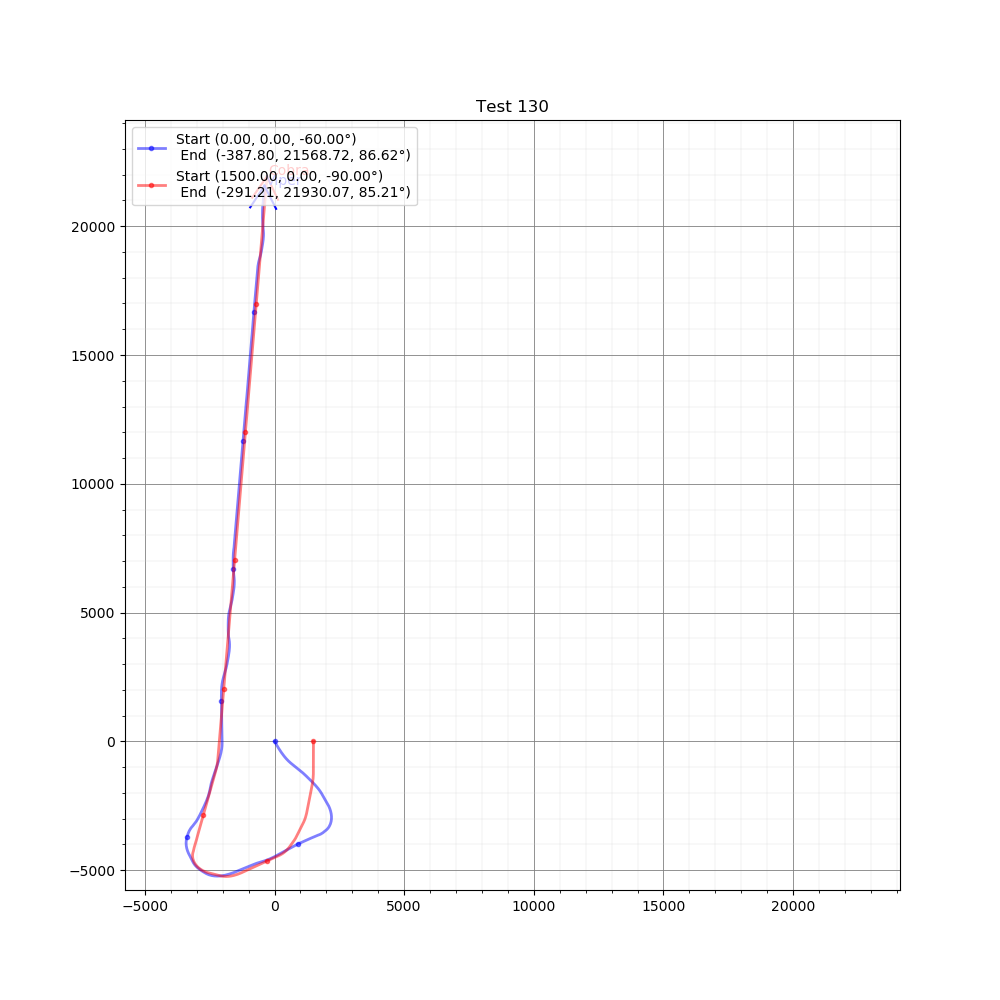 Test 130
Start (0.00, 0.00, -60.00°)
End  (-387.80, 21568.72, 86.62°)
Start (1500.00, 0.00, -90.00°)
End  (-291.21, 21930.07, 85.21°)
Cobra
20000
15000
10000
5000
0
−5000
−5000
0
5000
10000
15000
20000